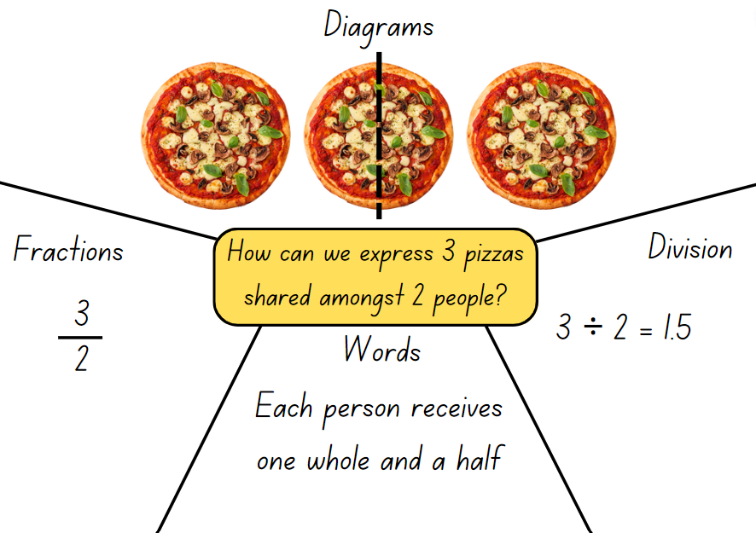 Diagrams
Fractions
3
2
How can we express 3 pizzas
shared amongst 2 people?
Division
3 ÷ 2 = 1.5
Words
Each person receives
one whole and a half